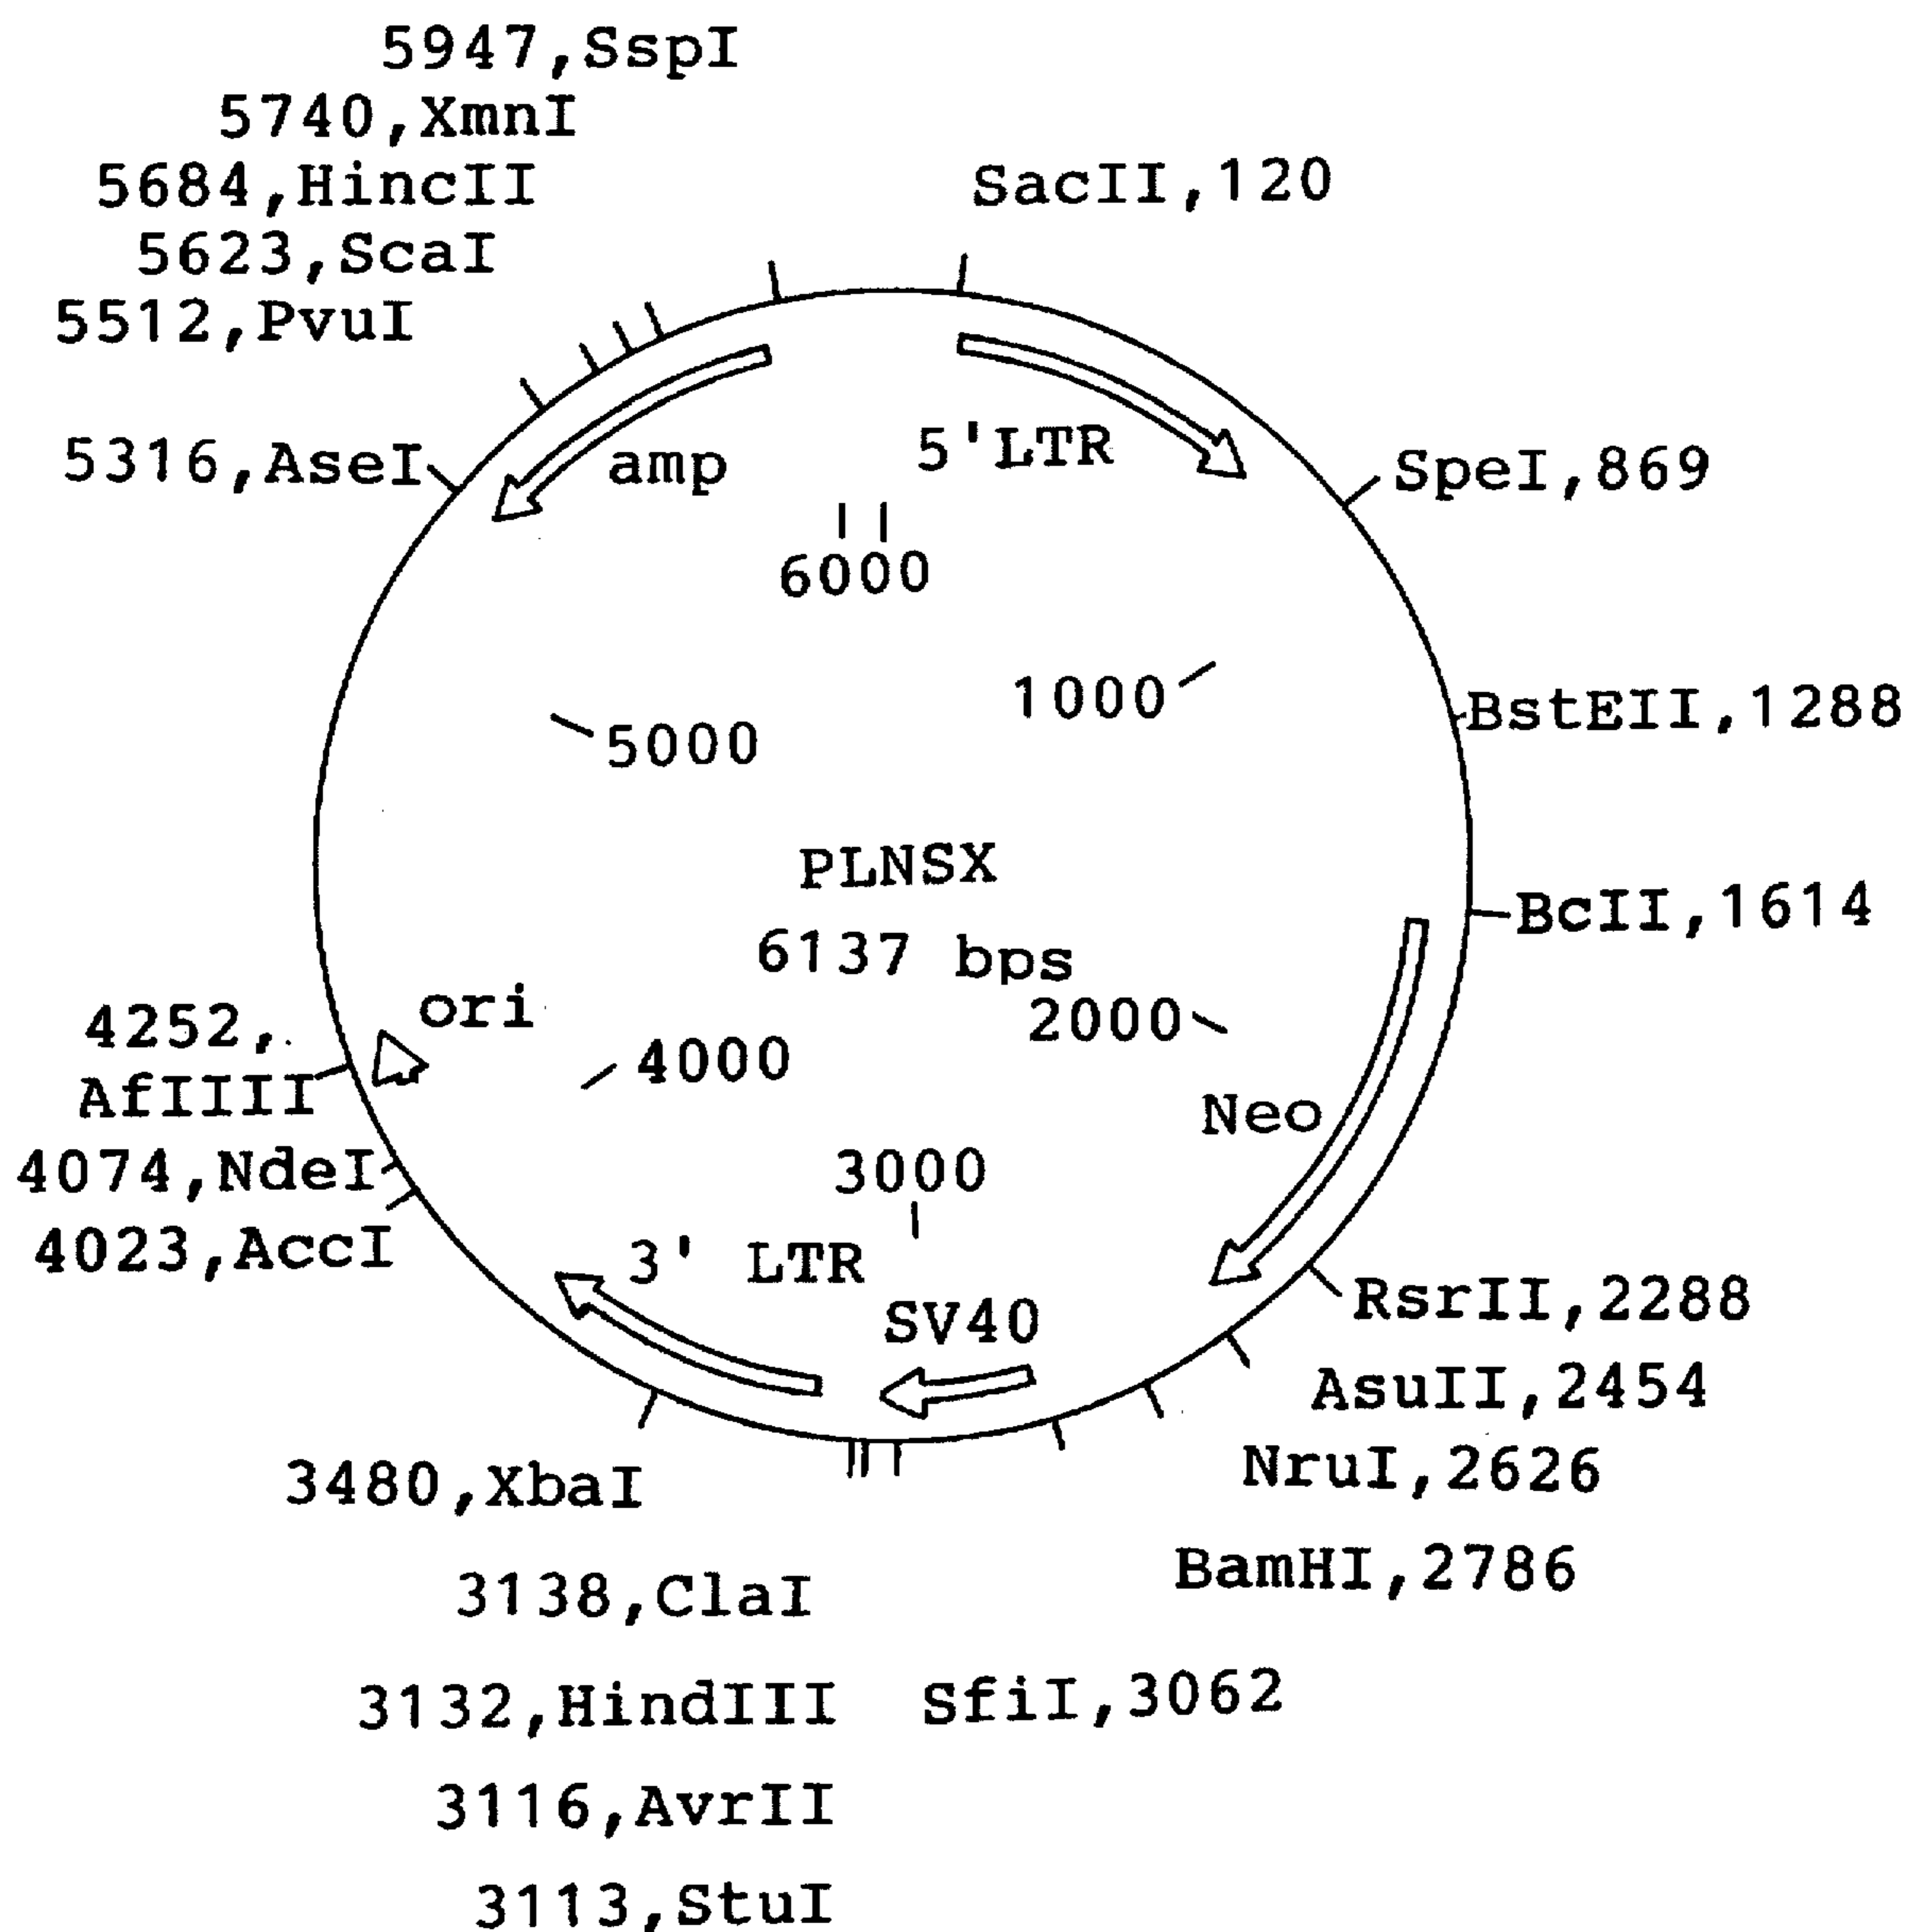 5947,SspI
5740,XmnI
5684,HincII
5623,ScaI
5512,PvuI
5316,AseI
SacII,120
5'LTR
amp
SpeI,869
6000
1000
BstEII,1288
5000
PLNSX
6137 bps
BcII,1614
2000
ori
4252,
AfIIII
4000
Neo
4074,NdeI
3000
4023,AccI
3' LTR
SV40
RsrII,2288
AsuII,2454
NruI,2626
BamHI,2786
3480,XbaI
3138,ClaI
3132,HindIII
SfiI,3062
3116,AvrII
3113,StuI